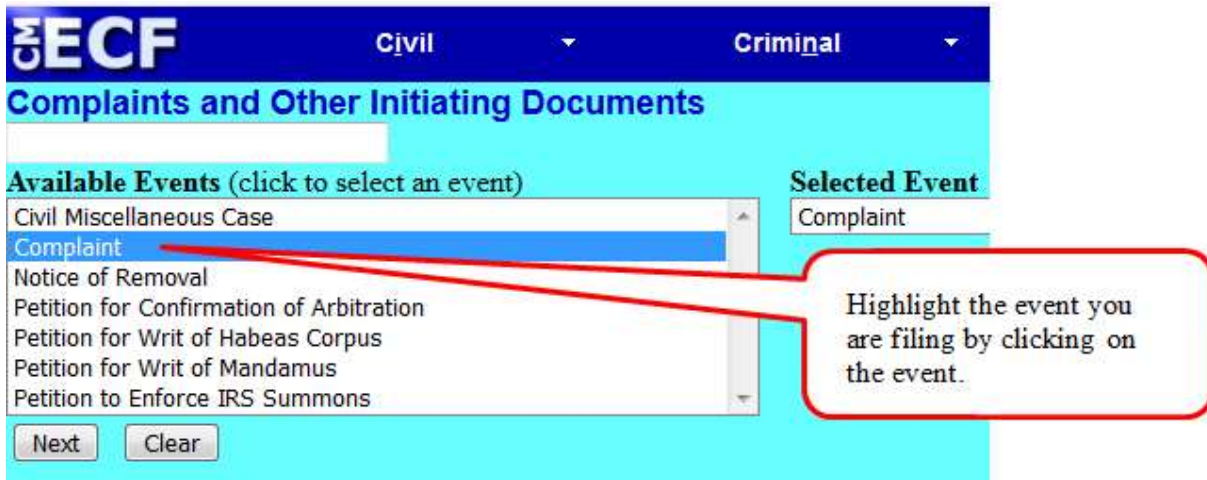 CM ECF Civil Criminal
Complaints and Other Initiating Documents
Available Events (click to select an event) Selected Event
Civil Miscellaneous Case Complaint
Complaint
Notice of Removal
Petition for Confirmation of Arbitration
Petition for Writ of Habeas Corpus
Petition for Writ of Mandamus
Petition to Enforce IRS Summons
Highlight the event you
are filing by clicking on
the event.
Next Clear